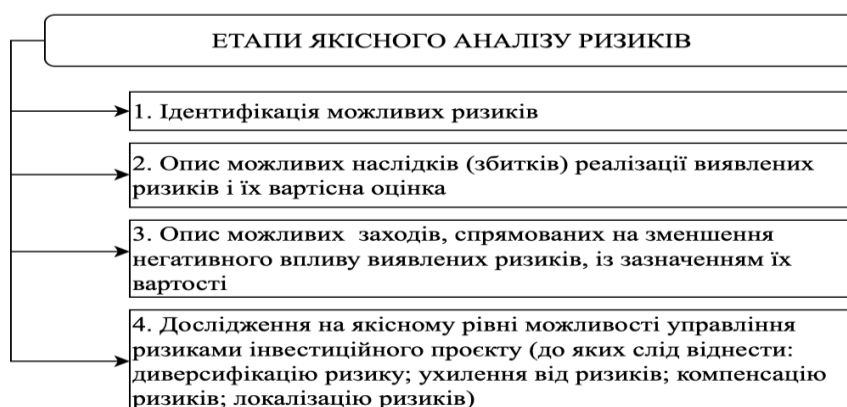 ЕТАПИ ЯКІСНОГО АНАЛІЗУ РИЗИКІВ
1. Ідентифікація можливих ризиків
2. Опис можливих наслідків (збитків) реалізації виявлених
ризиків і їх вартісна оцінка
3. Опис можливих заходів, спрямованих на зменшення
негативного впливу виявлених ризиків, із зазначенням їх
вартості
4. Дослідження на якісному рівні можливості управління
ризиками інвестиційного проєкту (до яких слід віднести:
диверсифікацію ризику; ухилення від ризиків; компенсацію
ризиків; локалізацію ризиків)